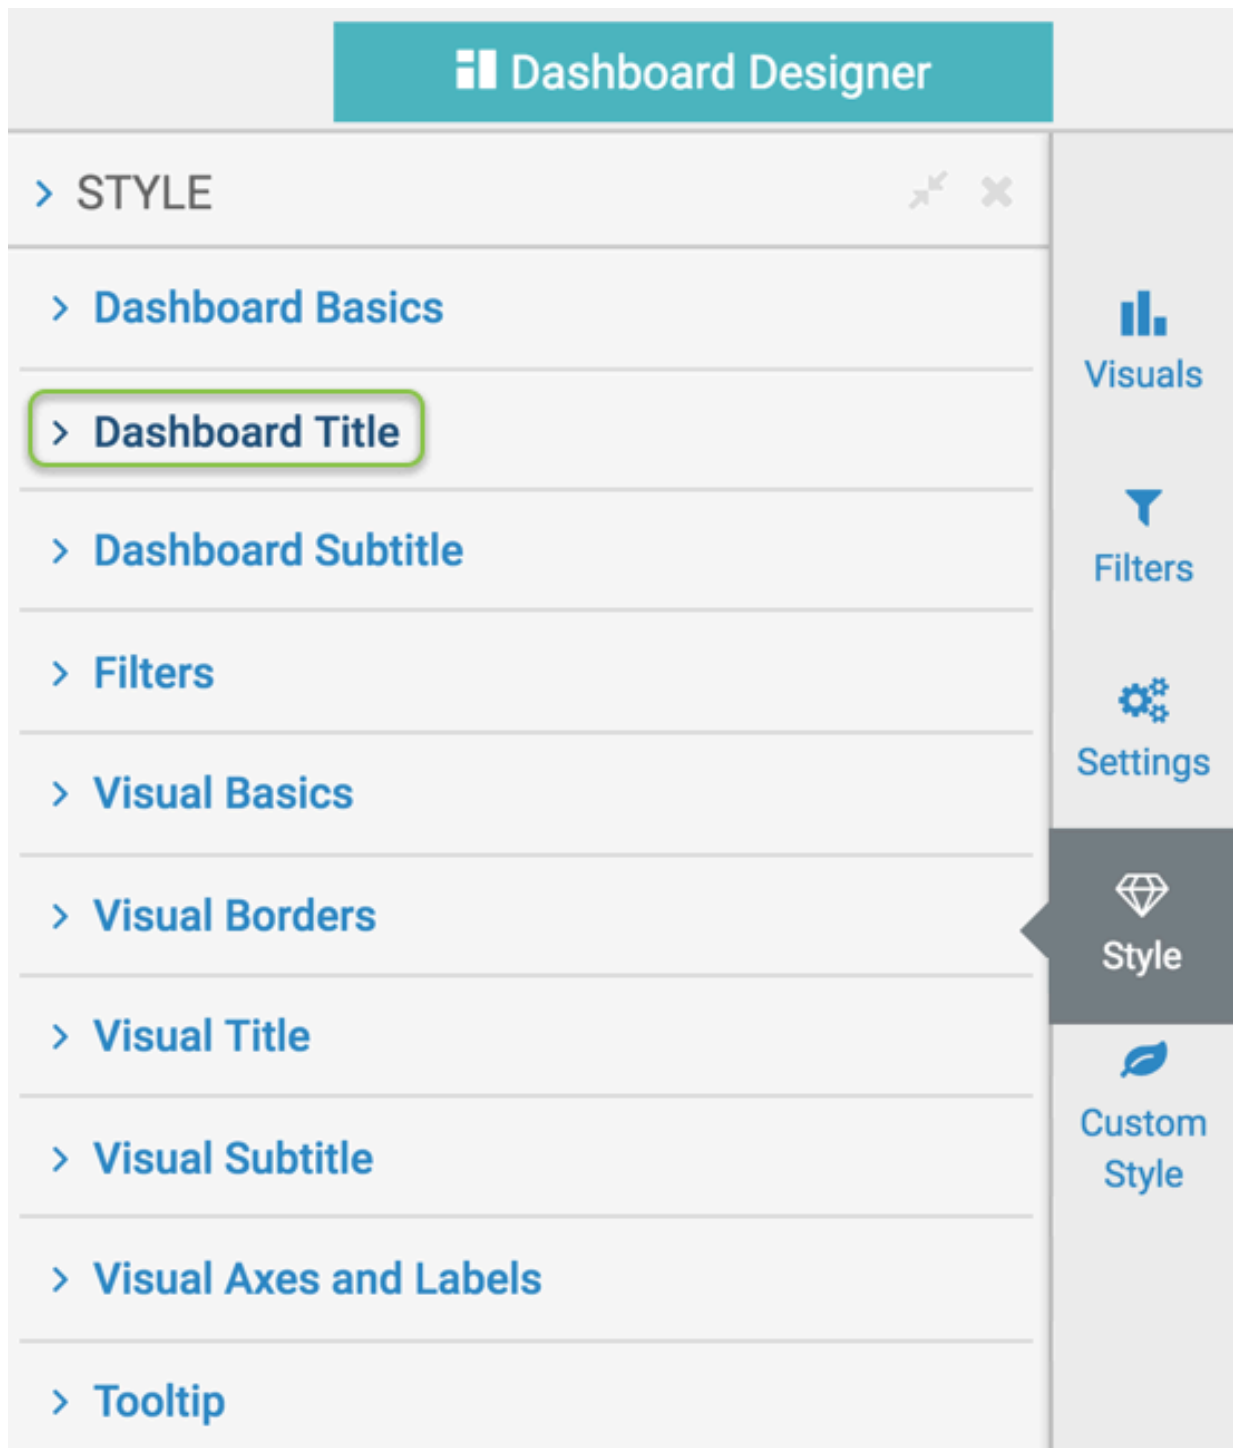 Dashboard Designer
STYLE
Dashboard Basics
Dashboard Title
Dashboard Subtitle
Filters
Visual Basics
Visual Borders
Visual Title
Visual Subtitle
Visual Axes and Labels
Tooltip
Visuals
Filters
Settings
Style
Custom
Style